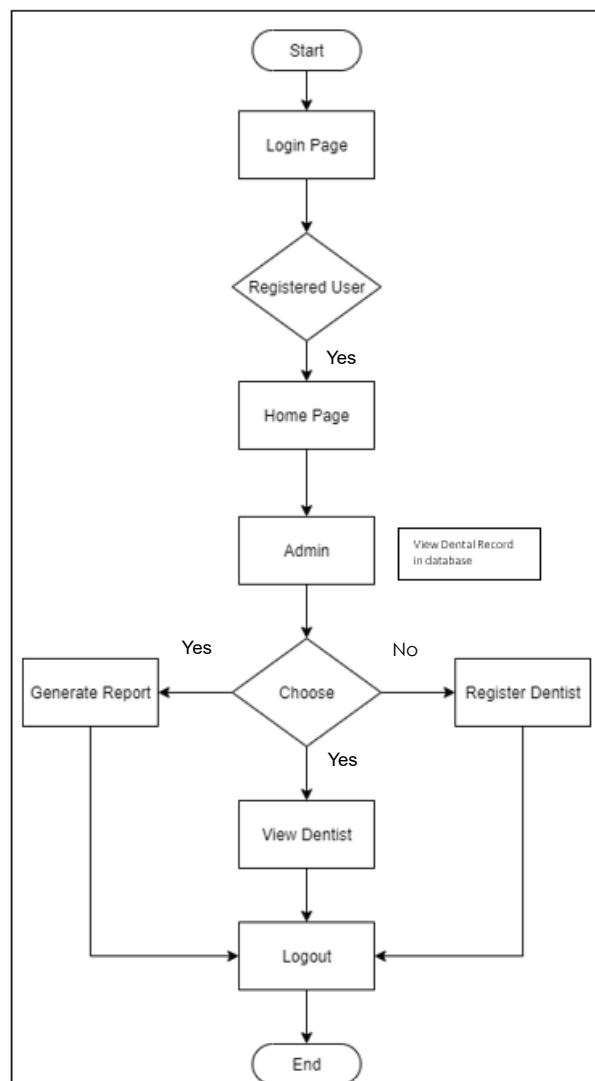 Start
Login Page
Registered User
Yes
Home Page
Admin
View Dental Record
in database
Yes
No
Generate Report
Choose
Register Dentist
Yes
View Dentist
Logout
End